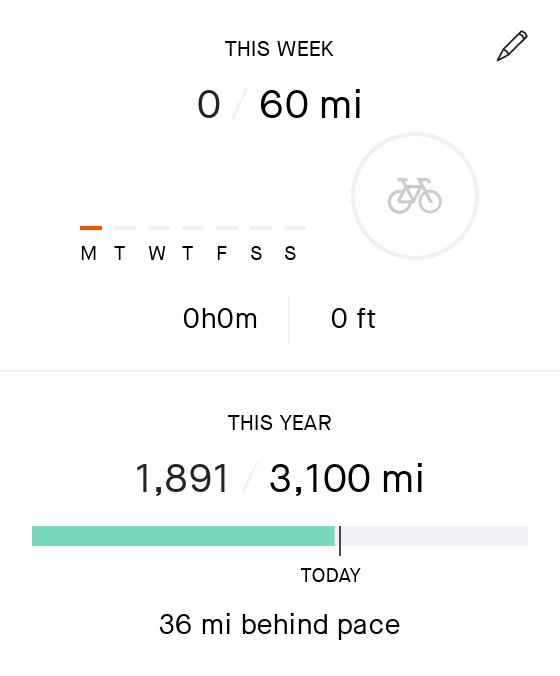 THIS WEEK
0 / 60 mi
M T W T F S S
0h0m 0 ft
THIS YEAR
1,891 / 3,100 mi
TODAY
36 mi behind pace